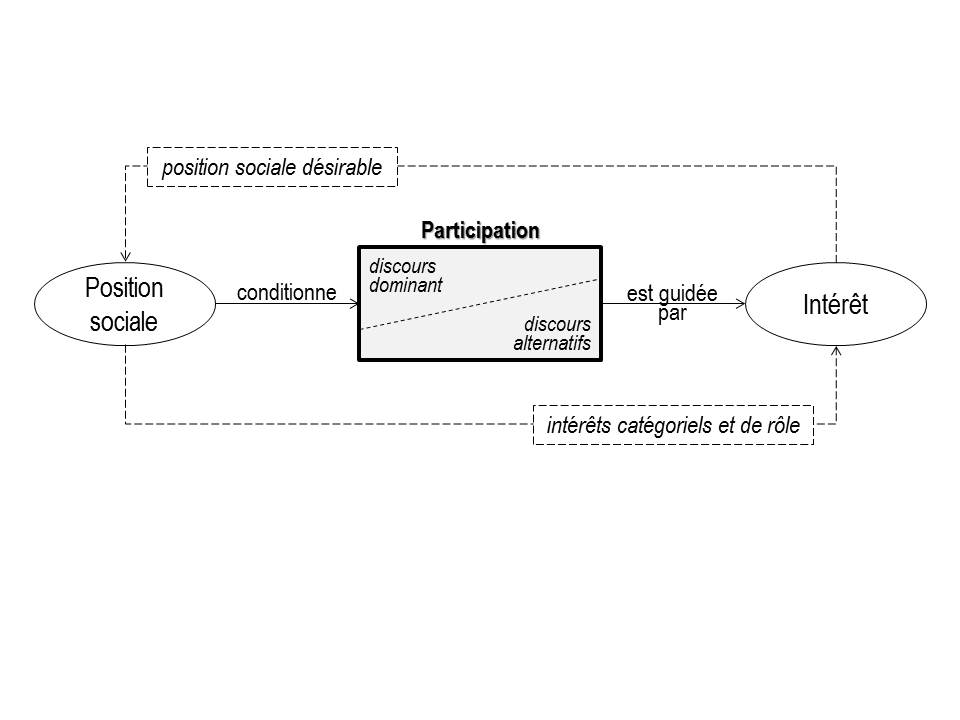 position sociale désirable
Participation
discours
dominant
Position
sociale
conditionne
est guidée
par
Intérêt
discours
alternatifs
intérêts catégoriels et de rôle